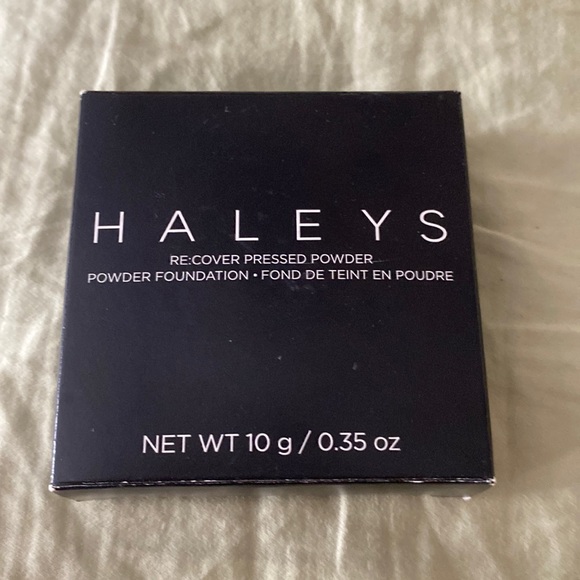 HALEYS
RE:COVER PRESSED POWDER
POWDER FOUNDATION • FOND DE TEINT EN POUDRE
NET WT 10 g / 0.35 oz